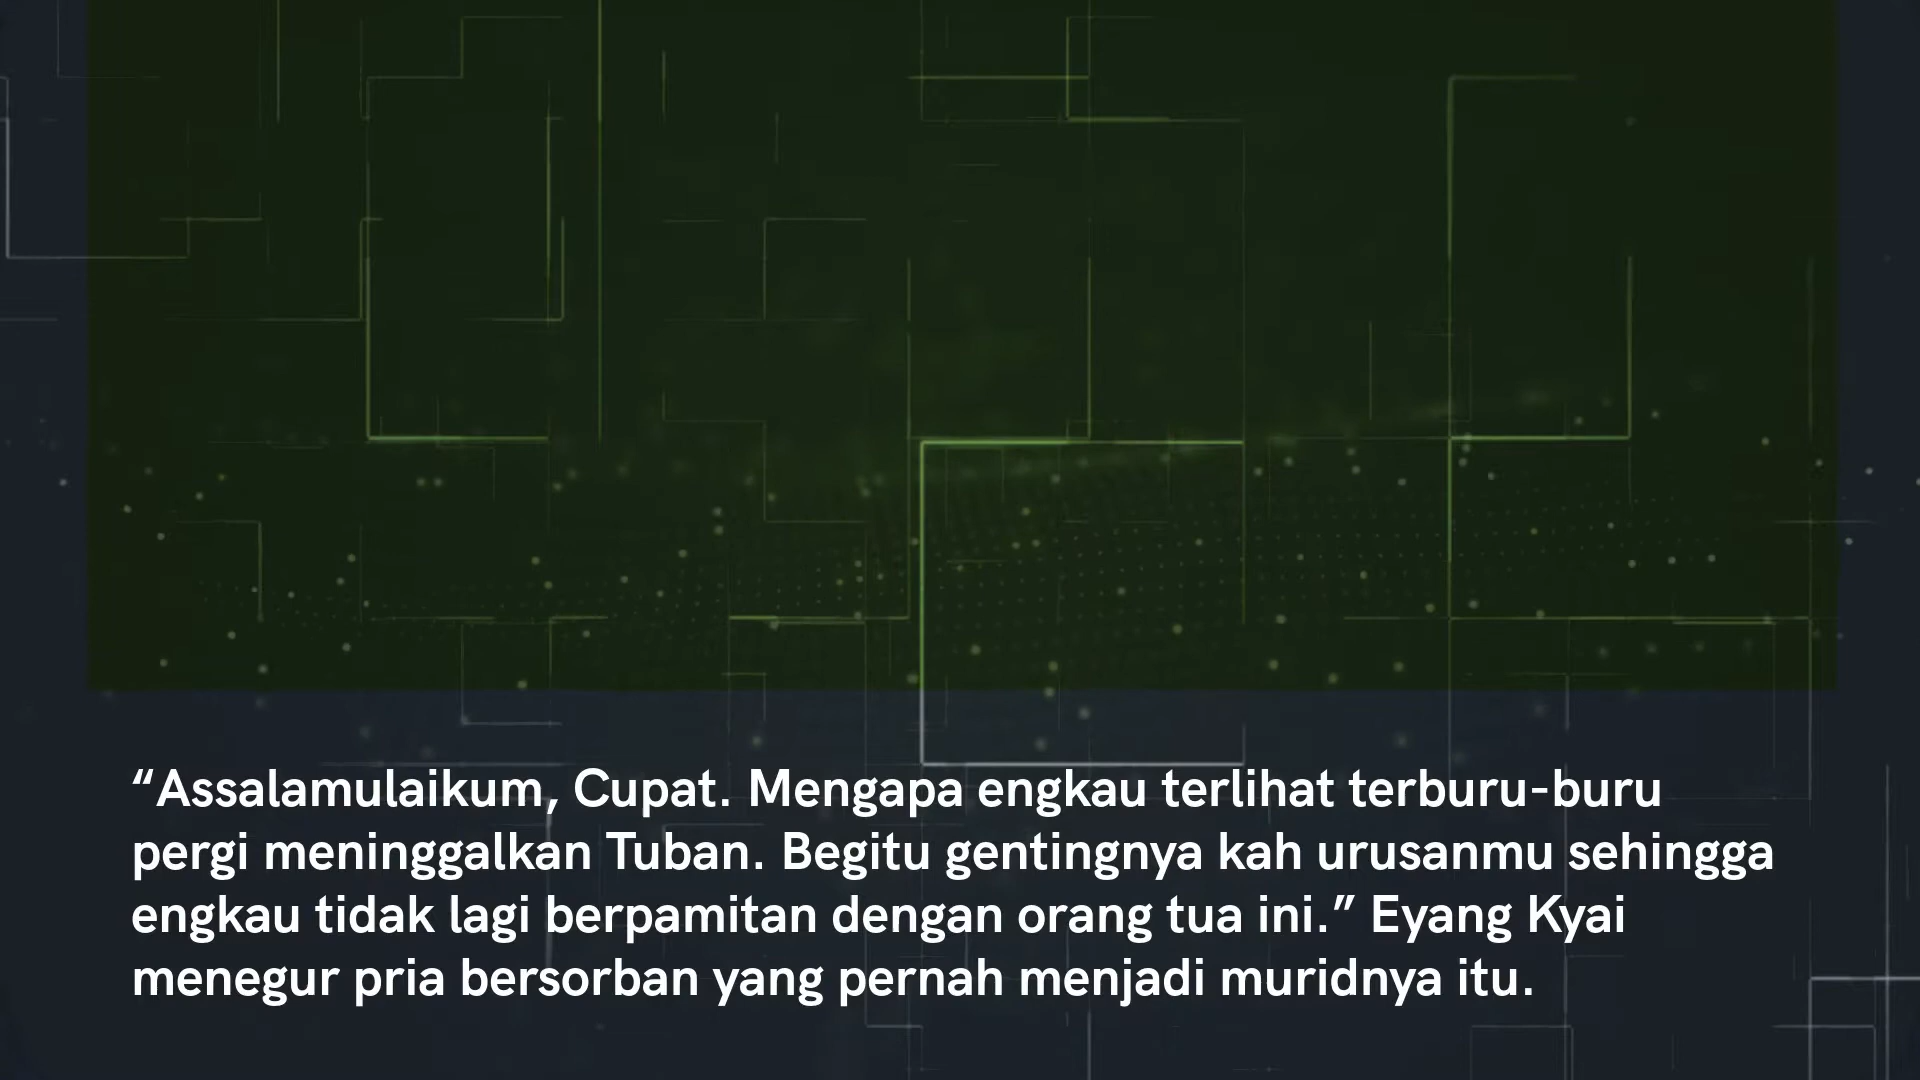 “Assalamulaikum, Cupat. Mengapa engkau terlihat terburu-buru
pergi meninggalkan Tuban. Begitu gentingnya kah urusanmu sehingga
engkau tidak lagi berpamitan dengan orang tua ini.” Eyang Kyai
menegur pria bersorban yang pernah menjadi muridnya itu.